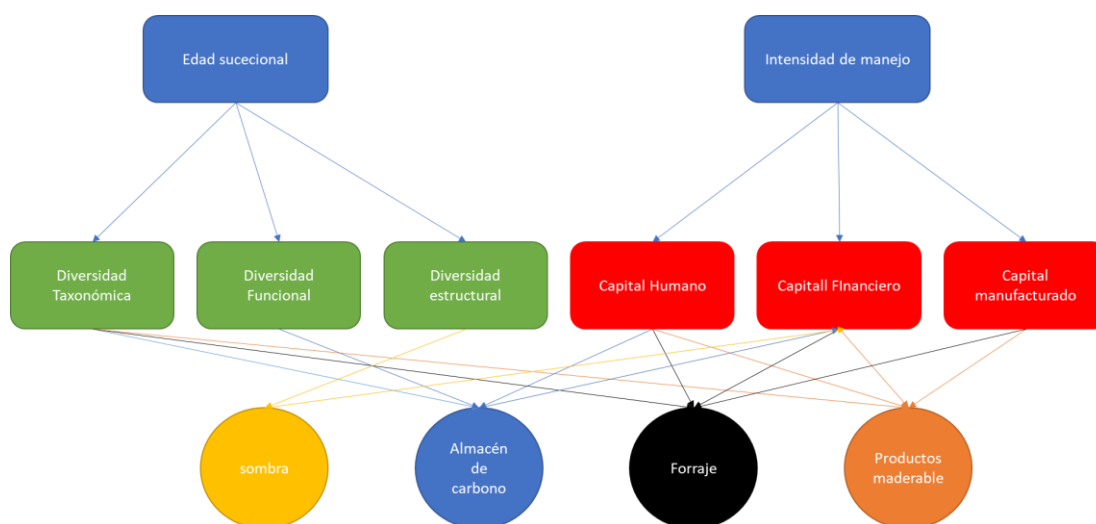 Edad sucecional
Intensidad de manejo
Diversidad
Taxonómica
Diversidad
Funcional
Diversidad
estructural
Capital Humano
Capitall FInanciero
Capital
manufacturado
sombra
Almacén
de
carbono
Forraje
Productos
maderable